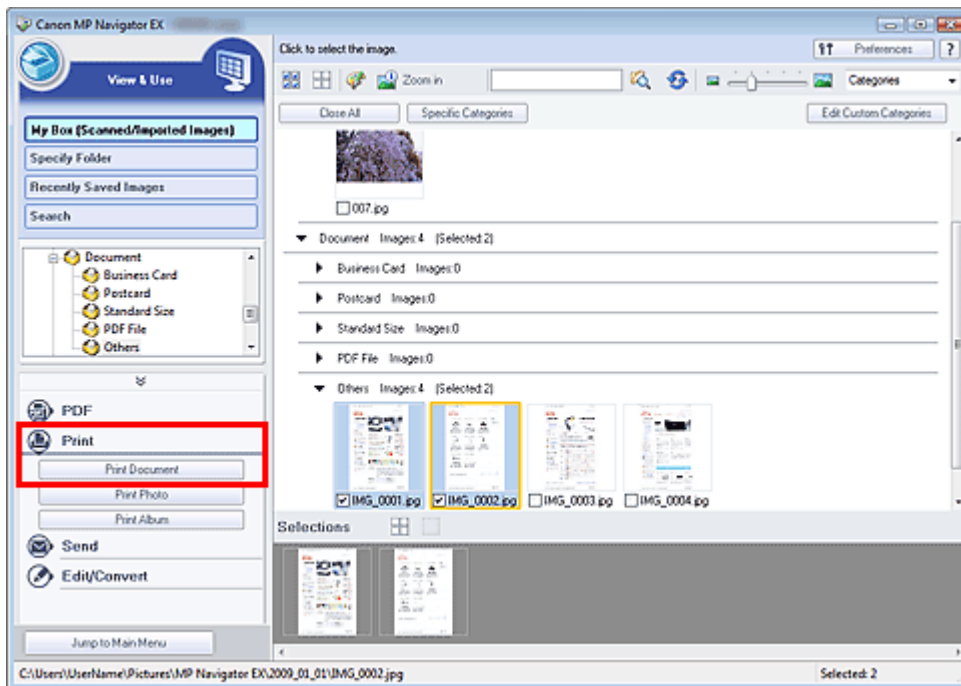 Canon MP Navigator EX
View & Use
My Box (Scanned/Imported Images)
Specify Folder
Recently Saved Images
Search
Document
Business Card
Postcard
Standard Size
PDF File
Others
PDF
Print
Print Document
Print Photo
Print Album
Send
Edit/Convert
Jump to Main Menu
Click to select the image.
Preferences ?
Zoom in
Categories
Close All Specific Categories Edit Custom Categories
007.jpg
Document Images:4 (Selected:2)
Business Card Images:0
Postcard Images:0
Standard Size Images:0
PDF File Images:0
Others Images:4 (Selected:2)
IMG_0001.jpg IMG_0002.jpg IMG_0003.jpg IMG_0004.jpg
Selections
C:\Users\UserName\Pictures\MP Navigator EX\2009_01_01\IMG_0002.jpg
Selected: 2